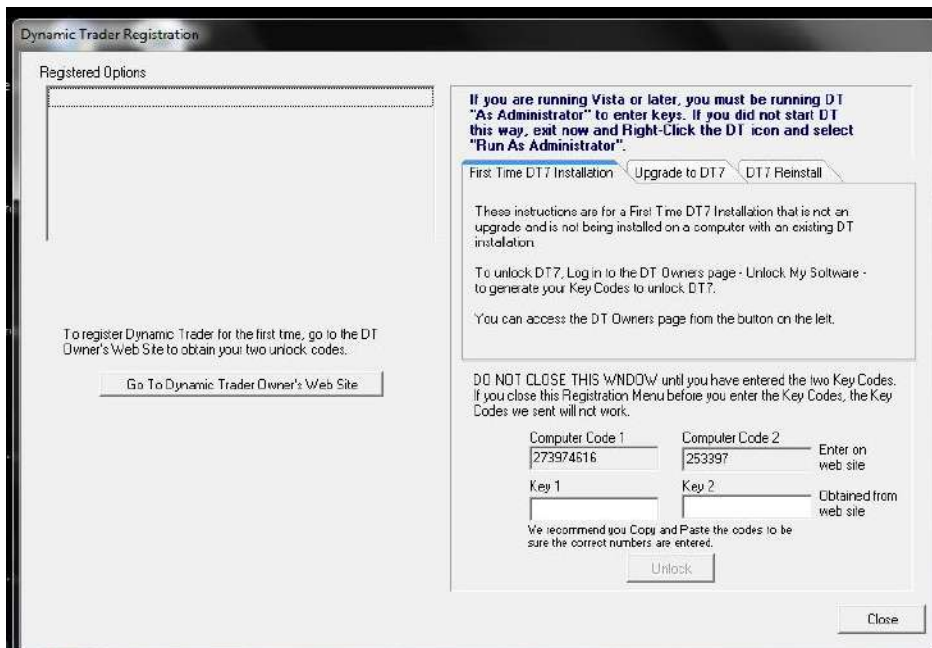 Dynamic Trader Registration
Registered Options
To register Dynamic Trader for the first time, go to the DT
Owner's Web Site to obtain your two unlock codes.
Go To Dynamic Trader Owner's Web Site
If you are running Vista or later, you must be running DT
"As Administrator" to enter keys. If you did not start DT
this way, exit now and Right-Click the DT icon and select
"Run As Administrator".
First Time DT7 Installation
Upgrade to DT7
DT7 Reinstall
These instructions are for a First Time DT7 Installation that is not an
upgrade and is not being installed on a computer with an existing DT
installation.
To unlock DT7, Log in to the DT Owners page - Unlock My Software -
to generate your Key Codes to unlock DT7.
You can access the DT Owners page from the button on the left.
DO NOT CLOSE THIS WNDOW until you have entered the two Key Codes.
If you close this Registration Menu before you enter the Key Codes, the Key
Codes we sent will not work.
Computer Code 1
Computer Code 2
273974616
253397
Enter on
web site
Key 1
Key 2
Obtained from
web site
We recommend you Copy and Paste the codes to be
sure the correct numbers are entered.
Unlock
Close